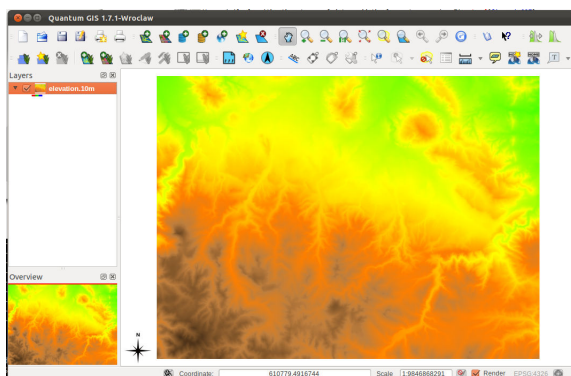 Quantum GIS 1.7.1-Wroclaw
Layers
elevation.10m
Overview
N
Coordinate: 610779.4916744 Scale 1:9846868291 Render EPSG:4326